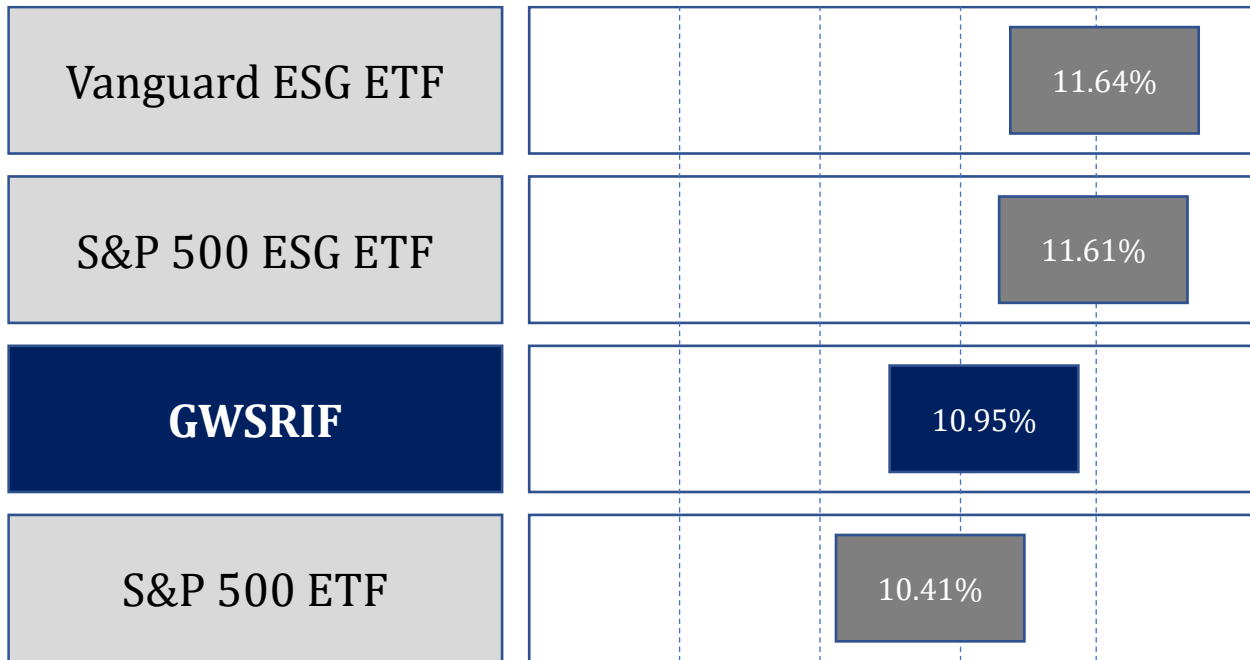 Vanguard ESG ETF
11.64%
S&P 500 ESG ETF
11.61%
GWSRIF
10.95%
S&P 500 ETF
10.41%